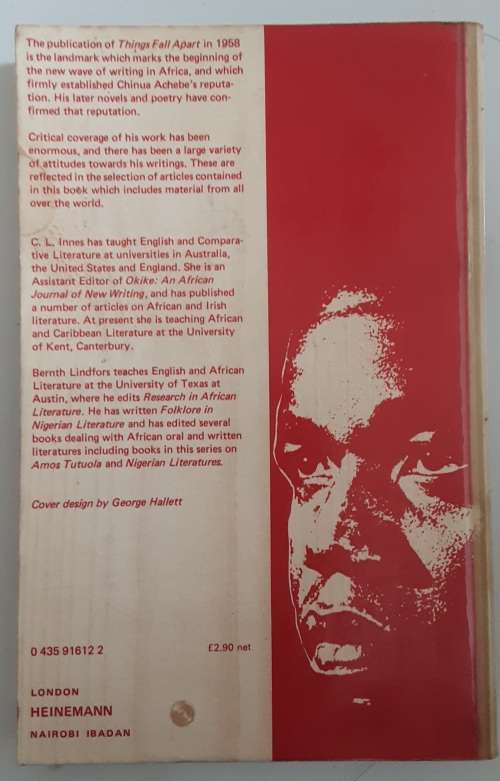 The publication of Things Fall Apart in 1958
is the landmark which marks the beginning of
the new wave of writing in Africa, and which
firmly established Chinua Achebe's reputa-
tion. His later novels and poetry have con-
firmed that reputation.
Critical coverage of his work has been
enormous, and there has been a large variety
of attitudes towards his writings. These are
reflected in the selection of articles contained
in this book which includes material from all
over the world.
C. L. Innes has taught English and Compara-
tive Literature at universities in Australia,
the United States and England. She is an
Assistant Editor of Okike: An African
Journal of New Writing, and has published
a number of articles on African and Irish
literature. At present she is teaching African
and Caribbean Literature at the University
of Kent, Canterbury.
Bernth Lindfors teaches English and African
Literature at the University of Texas at
Austin, where he edits Research in African
Literature. He has written Folklore in
Nigerian Literature and has edited several
books dealing with African oral and written
literatures including books in this series on
Amos Tutuola and Nigerian Literatures.
Cover design by George Hallett
0 435 91612 2
£2.90 net
LONDON
HEINEMANN
NAIROBI IBADAN